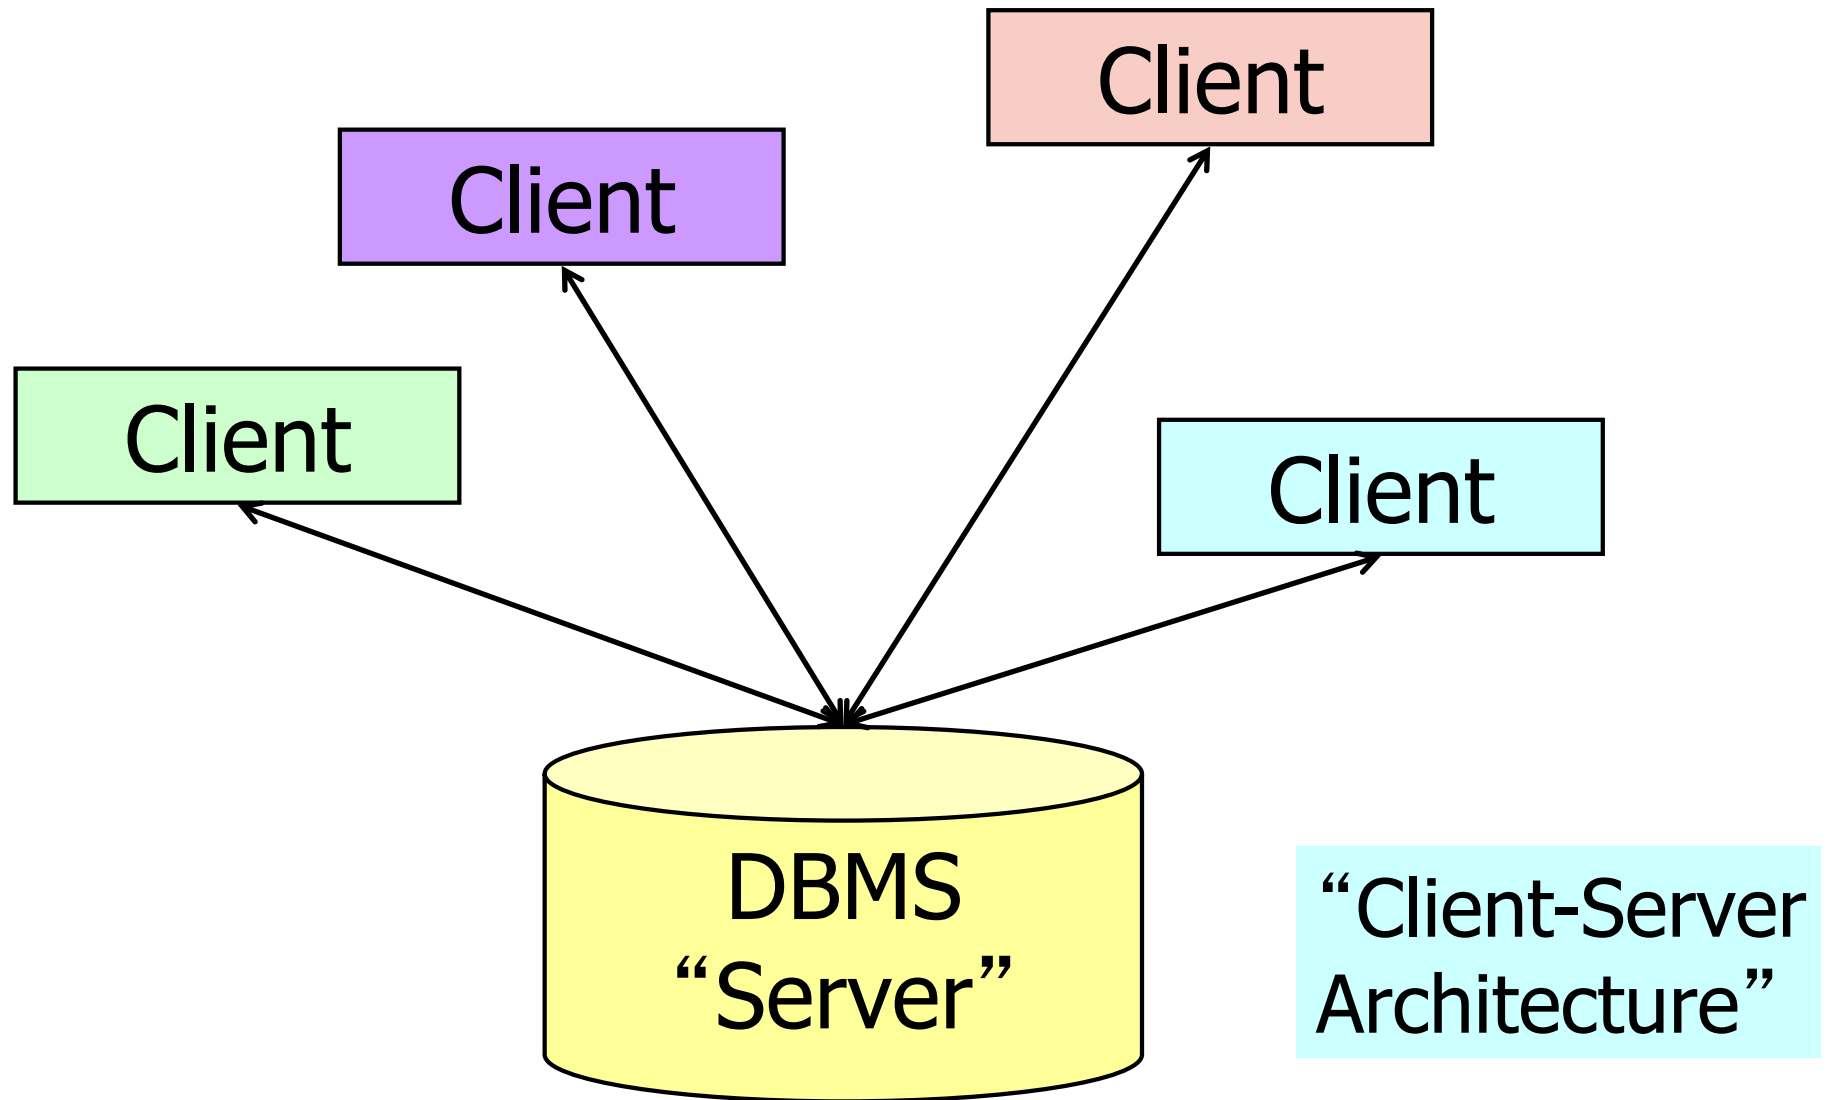 Client
Client
Client
Client
DBMS
“Server”
“Client-Server
Architecture”